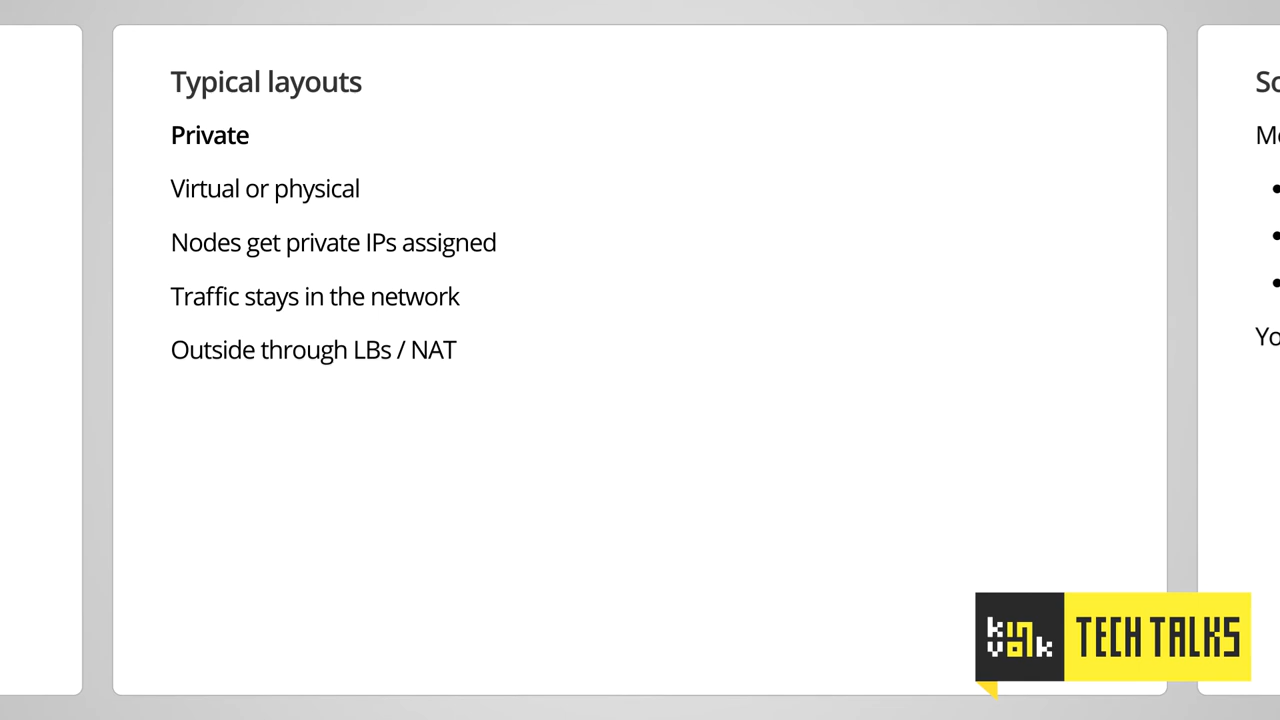 Typical layouts
Private
Virtual or physical
Nodes get private IPs assigned
Traffic stays in the network
Outside through LBs / NAT
kinvolk TECH TALKS